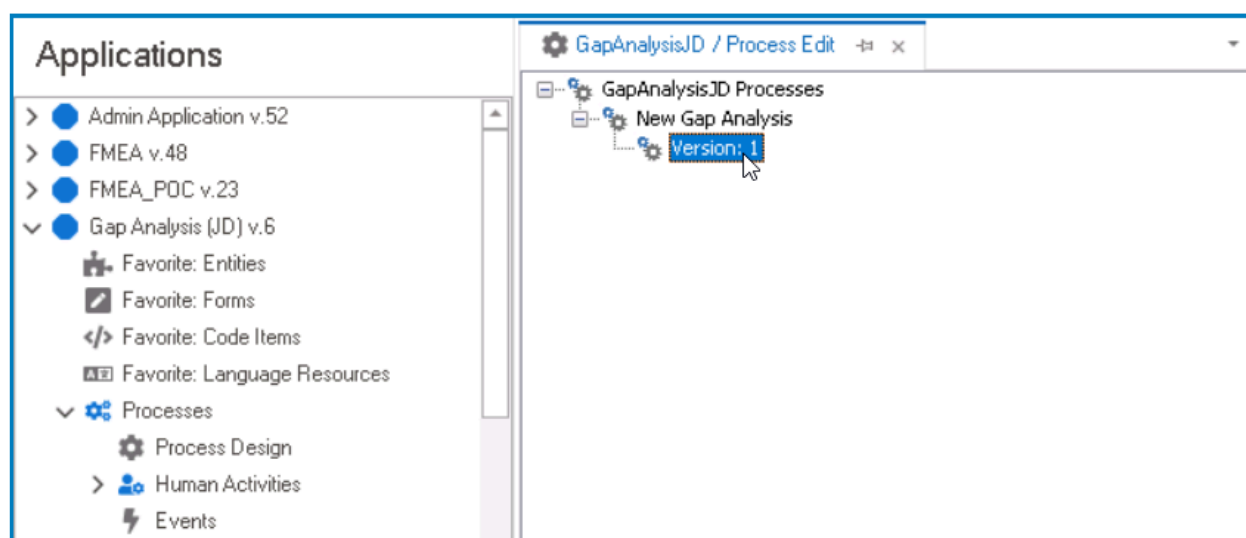 Applications
Admin Application v.52
FMEA v.48
FMEA_POC v.23
Gap Analysis (JD) v.6
Favorite: Entities
Favorite: Forms
Favorite: Code Items
Favorite: Language Resources
Processes
Process Design
Human Activities
Events
GapAnalysisJD / Process Edit
GapAnalysisJD Processes
New Gap Analysis
Version: 1